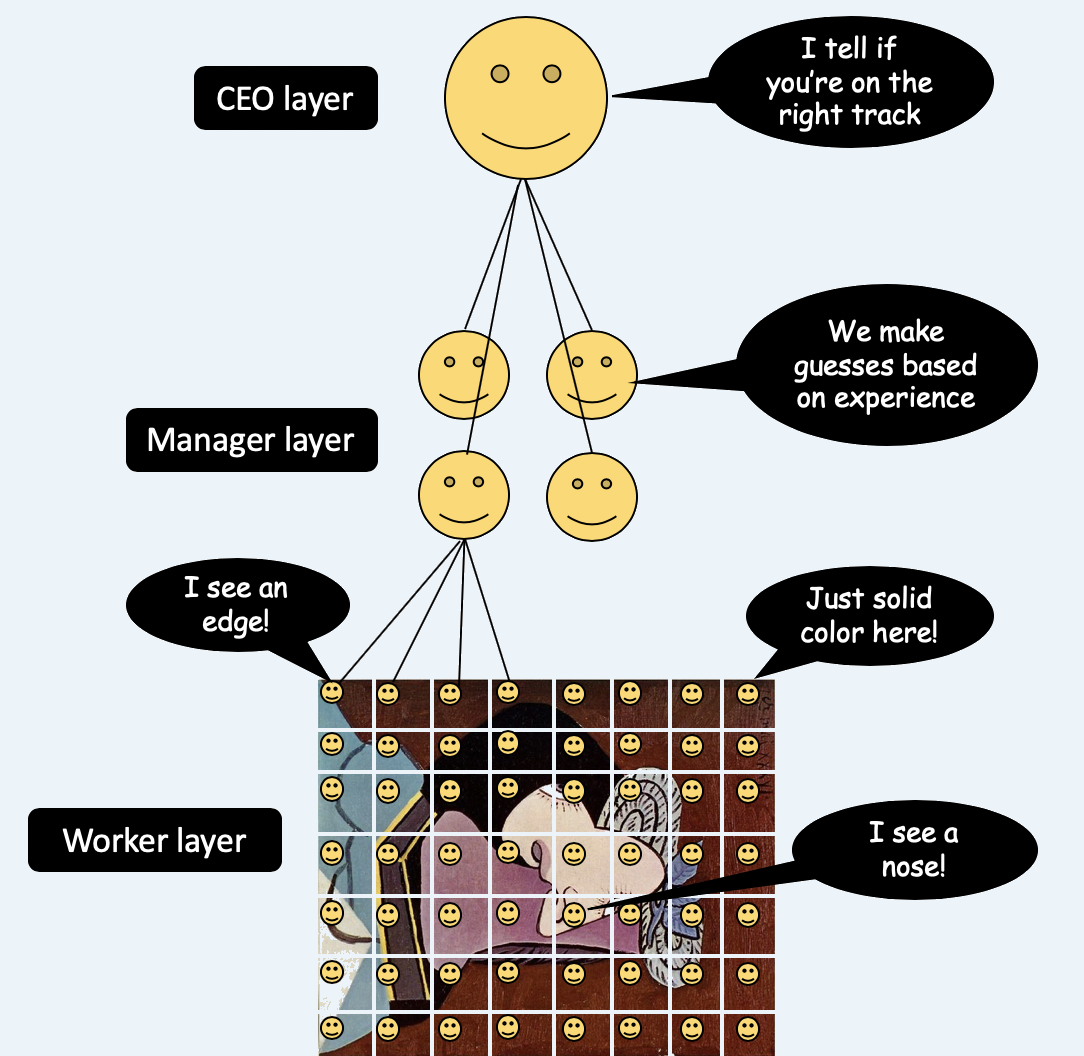 CEO layer
I tell if
you're on the
right track
We make
guesses based
on experience
Manager layer
I see an
edge!
Just solid
color here!
Worker layer
I see a
nose!